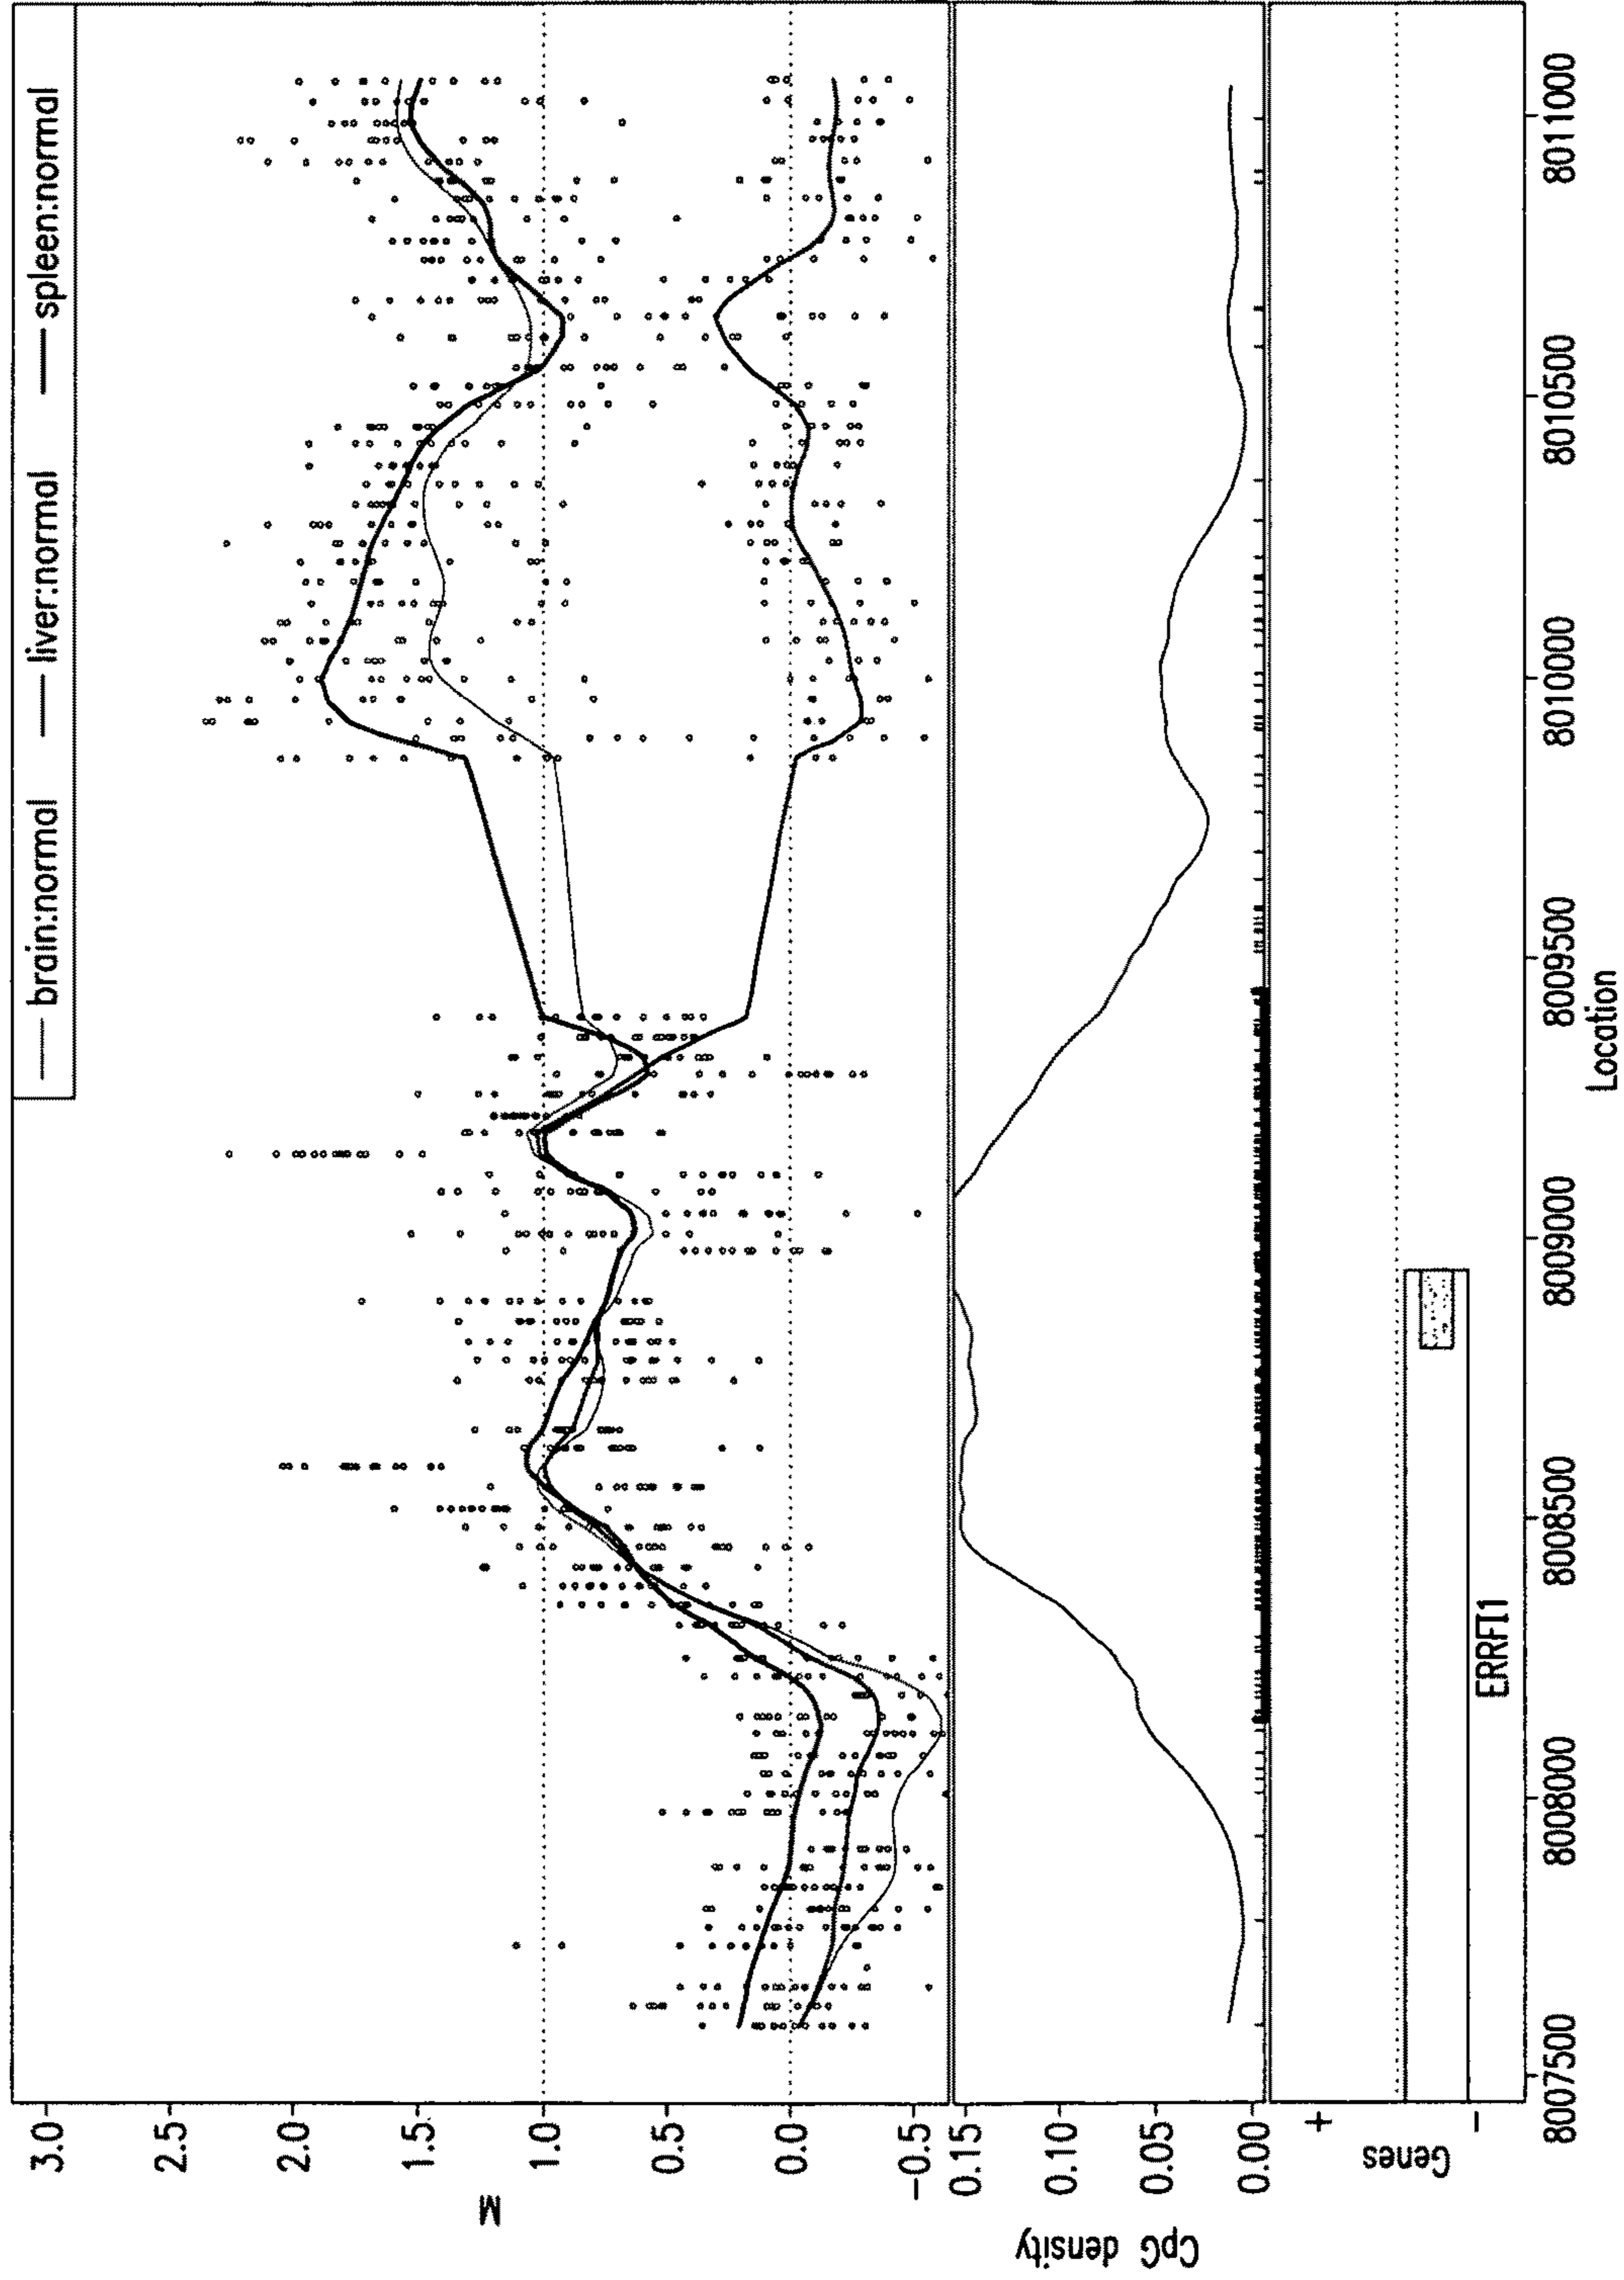 brain:normal liver:normal spleen:normal
M
3.0
2.5
2.0
1.5
1.0
0.5
0.0
-0.5
CpG density
0.15
0.10
0.05
0.00
Genes
+
-
ERRFI1
8007500 8008000 8008500 8009000 8009500 8010000 8010500 8011000
Location